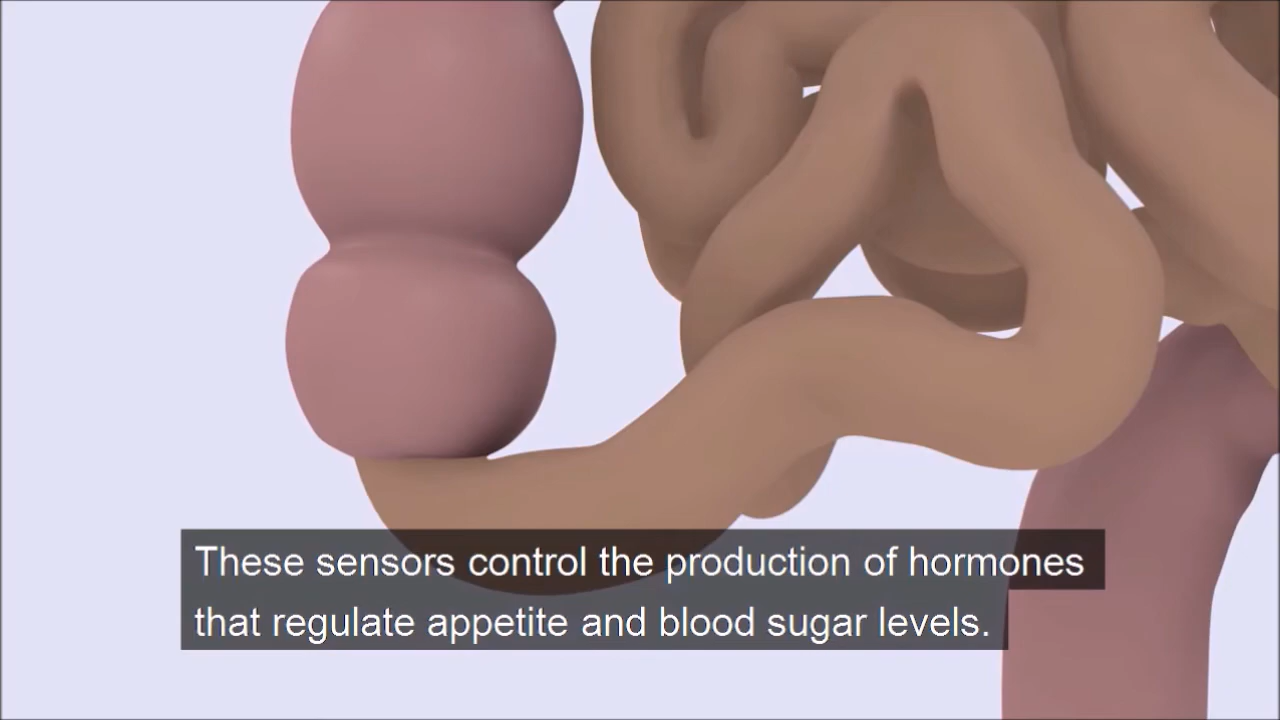 These sensors control the production of hormones
that regulate appetite and blood sugar levels.